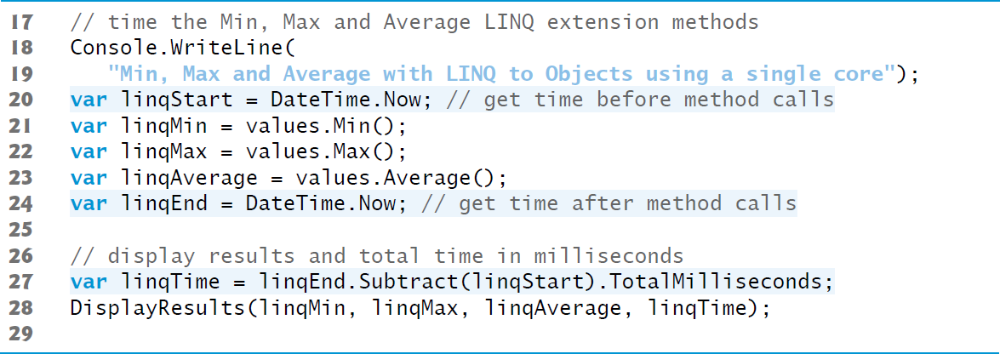 17 // time the Min, Max and Average LINQ extension methods
18 Console.WriteLine(
19 "Min, Max and Average with LINQ to Objects using a single core");
20 var linqStart = DateTime.Now; // get time before method calls
21 var linqMin = values.Min();
22 var linqMax = values.Max();
23 var linqAverage = values.Average();
24 var linqEnd = DateTime.Now; // get time after method calls
25
26 // display results and total time in milliseconds
27 var linqTime = linqEnd.Subtract(linqStart).TotalMilliseconds;
28 DisplayResults(linqMin, linqMax, linqAverage, linqTime);
29